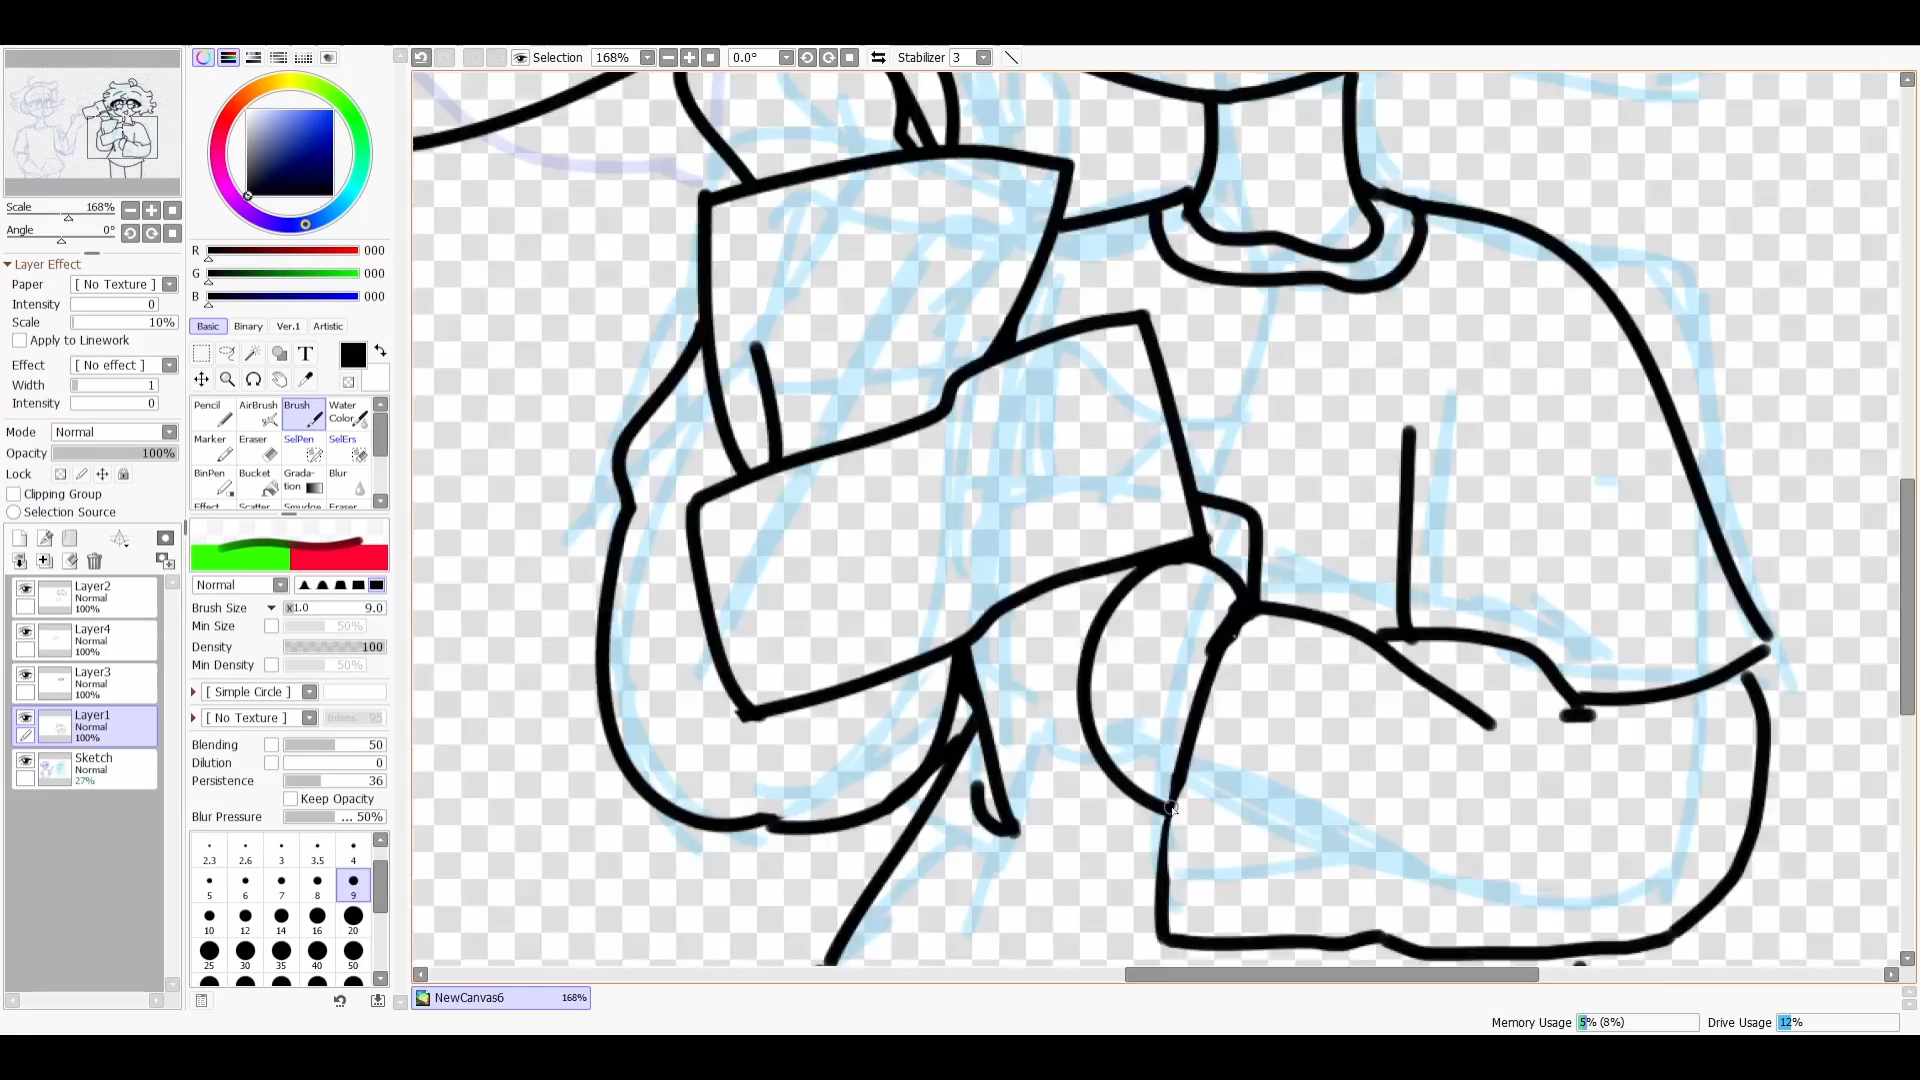 Selection
168%
0.0°
Stabilizer
3
Scale
168%
Angle
0°
Layer Effect
Paper
[ No Texture ]
Intensity
0
Scale
10%
Apply to Linework
Effect
[ No effect ]
Width
1
Intensity
0
Mode
Normal
Opacity
100%
Lock
Clipping Group
Selection Source
Layer2
Normal
100%
Layer4
Normal
100%
Layer3
Normal
100%
Layer1
Normal
100%
Sketch
Normal
27%
R
000
G
000
B
000
Basic
Binary
Ver.1
Artistic
T
Pencil
AirBrush
Brush
Water
Color
Marker
Eraser
SelPen
SelErs
BinPen
Bucket
Grada-
tion
Blur
Effect
Scatter
Smudge
Eraser
Normal
Brush Size
x1.0
9.0
Min Size
50%
Density
100
Min Density
50%
[ Simple Circle ]
[ No Texture ]
Intens.
95
Blending
50
Dilution
0
Persistence
36
Keep Opacity
Blur Pressure
... 50%
2.3
2.6
3
3.5
4
5
6
7
8
9
10
12
14
16
20
25
30
35
40
50
NewCanvas6
168%
Memory Usage
5% (8%)
Drive Usage
12%